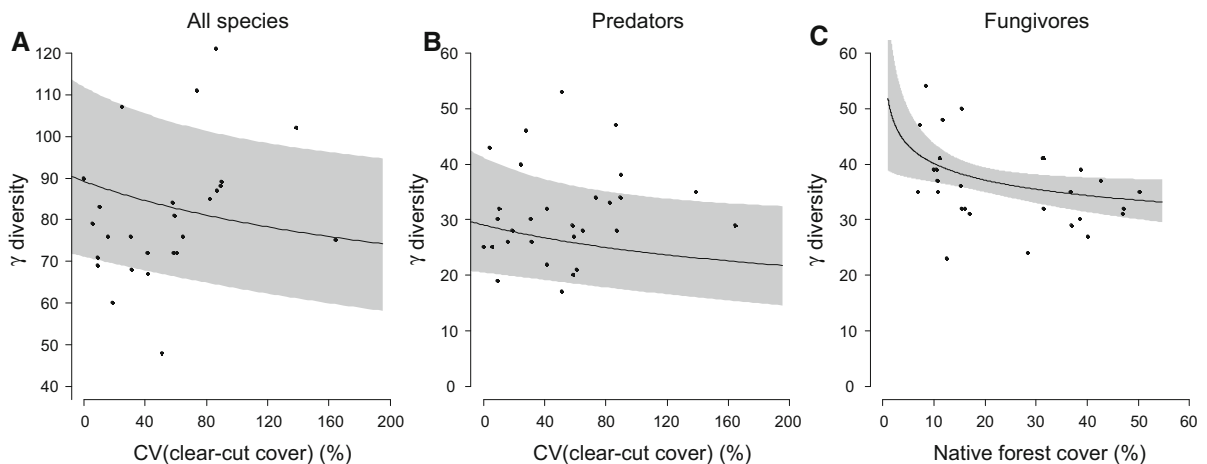 All species
Predators
Fungivores
A
B
C
γ diversity
120
110
100
90
80
70
60
50
40
0 40 80 120 160 200
CV(clear-cut cover) (%)
γ diversity
60
50
40
30
20
10
0
0 40 80 120 160 200
CV(clear-cut cover) (%)
γ diversity
60
50
40
30
20
10
0
0 10 20 30 40 50 60
Native forest cover (%)